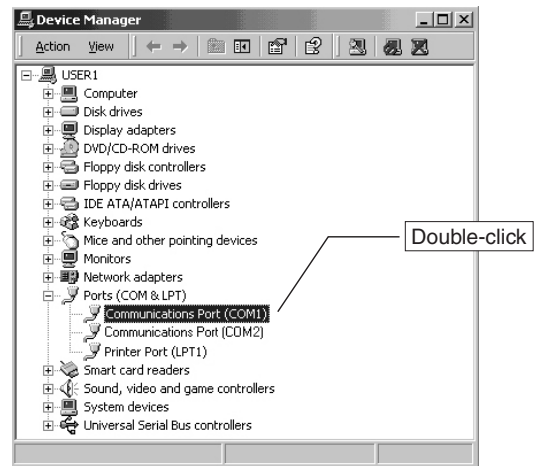 Device Manager
Action View
USER1
Computer
Disk drives
Display adapters
DVD/CD-ROM drives
Floppy disk controllers
Floppy disk drives
IDE ATA/ATAPI controllers
Keyboards
Mice and other pointing devices
Monitors
Network adapters
Ports (COM & LPT)
Communications Port (COM1)
Communications Port (COM2)
Printer Port (LPT1)
Smart card readers
Sound, video and game controllers
System devices
Universal Serial Bus controllers
Double-click